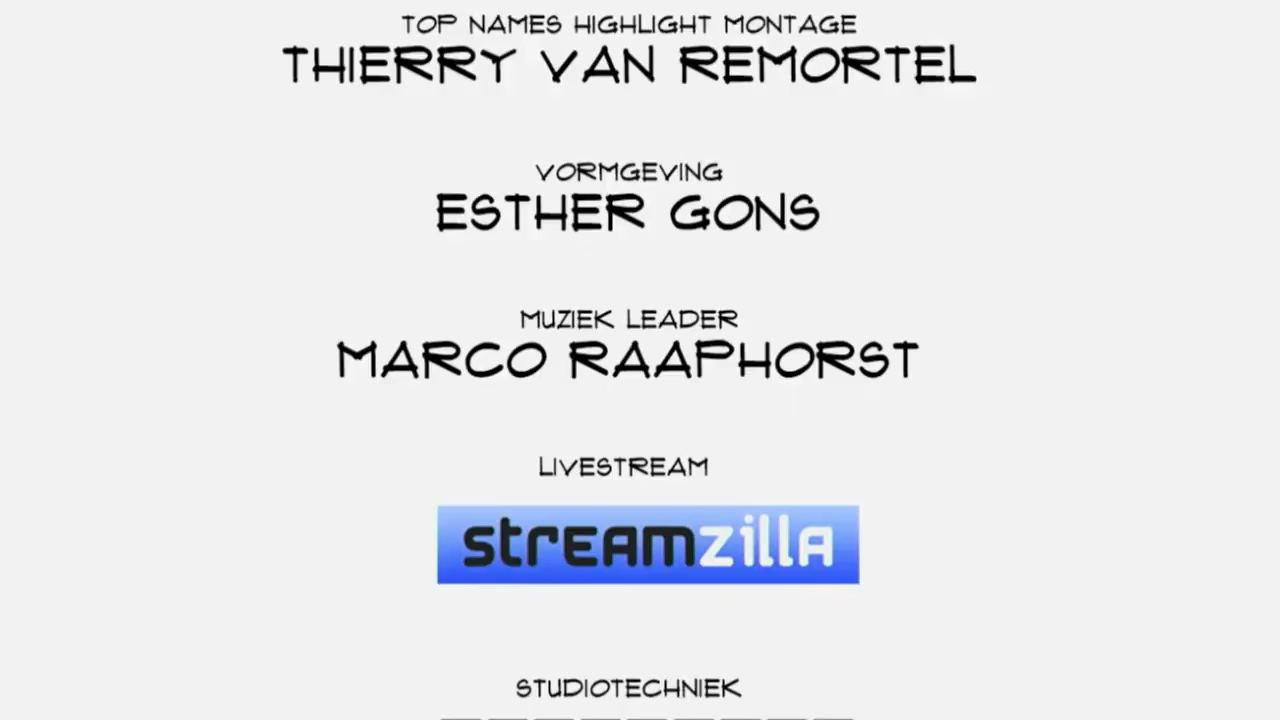 TOP NAMES HIGHLIGHT MONTAGE
THIERRY VAN REMORTEL
VORMGEVING
ESTHER GONS
MUZIEK LEADER
MARCO RAAPHORST
LIVESTREAM
streamzilla
STUDIOTECHNIEK